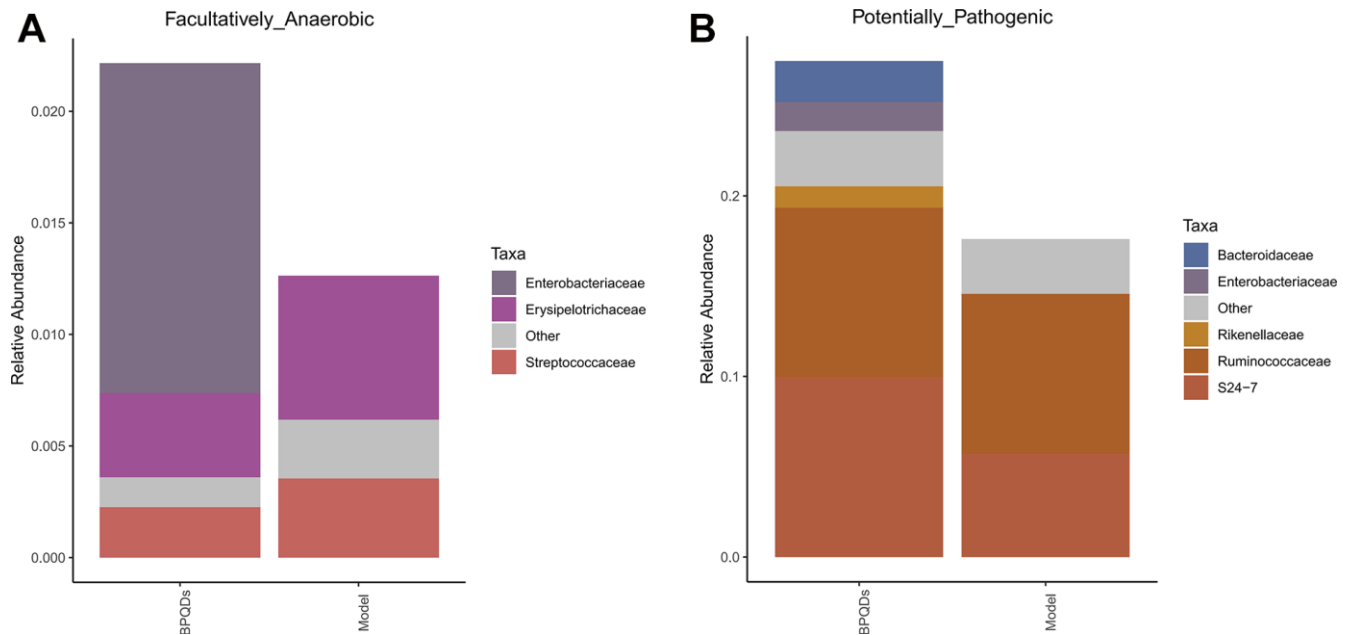 A
Facultatively_Anaerobic
Relative Abundance
0.020
0.015
0.010
0.005
0.000
BPQDs
Model
Taxa
Enterobacteriaceae
Erysipelotrichaceae
Other
Streptococcaceae
B
Potentially_Pathogenic
Relative Abundance
0.2
0.1
0.0
BPQDs
Model
Taxa
Bacteroidaceae
Enterobacteriaceae
Other
Rikenellaceae
Ruminococcaceae
S24−7